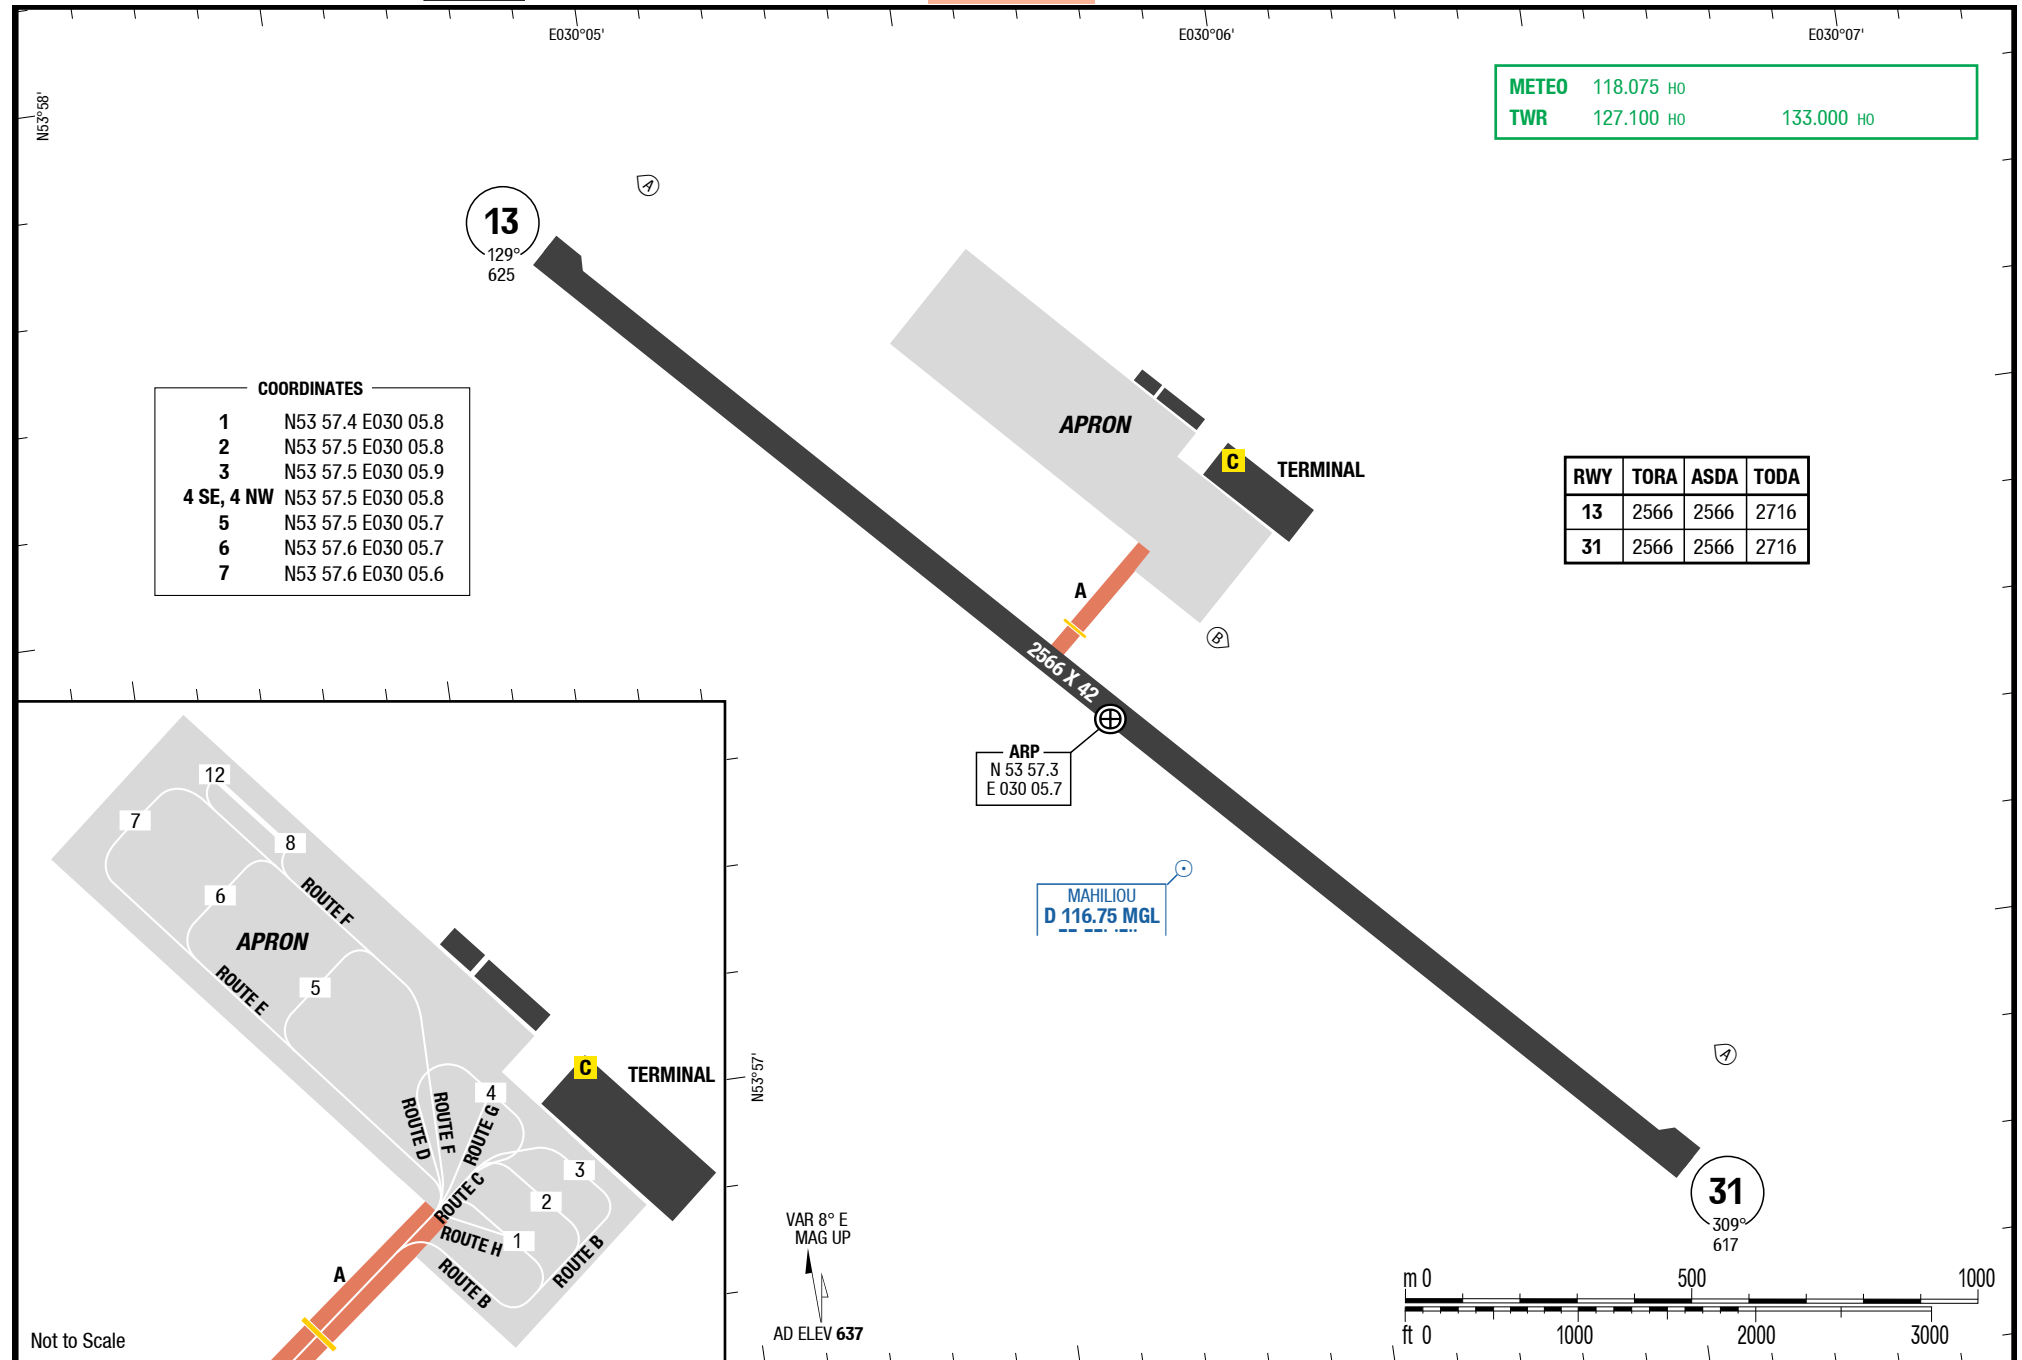 E030°05'
E030°06'
E030°07'
N53°58'
METEO 118.075 HO
TWR 127.100 HO 133.000 HO
A
13
129°
625
COORDINATES
1 N53 57.4 E030 05.8
2 N53 57.5 E030 05.8
3 N53 57.5 E030 05.9
4 SE, 4 NW N53 57.5 E030 05.8
5 N53 57.5 E030 05.7
6 N53 57.6 E030 05.7
7 N53 57.6 E030 05.6
APRON
C
TERMINAL
RWY TORA ASDA TODA
13 2566 2566 2716
31 2566 2566 2716
A
B
2566 X 42
ARP
N 53 57.3
E 030 05.7
MAHILIOU
D 116.75 MGL
12
7
8
6
ROUTE F
APRON
5
ROUTE E
C
TERMINAL
N53°57'
4
ROUTE D
ROUTE F
ROUTE G
3
ROUTE C
2
1
ROUTE H
ROUTE B
ROUTE B
A
Not to Scale
A
31
309°
617
VAR 8° E
MAG UP
AD ELEV 637
m 0 500 1000
ft 0 1000 2000 3000